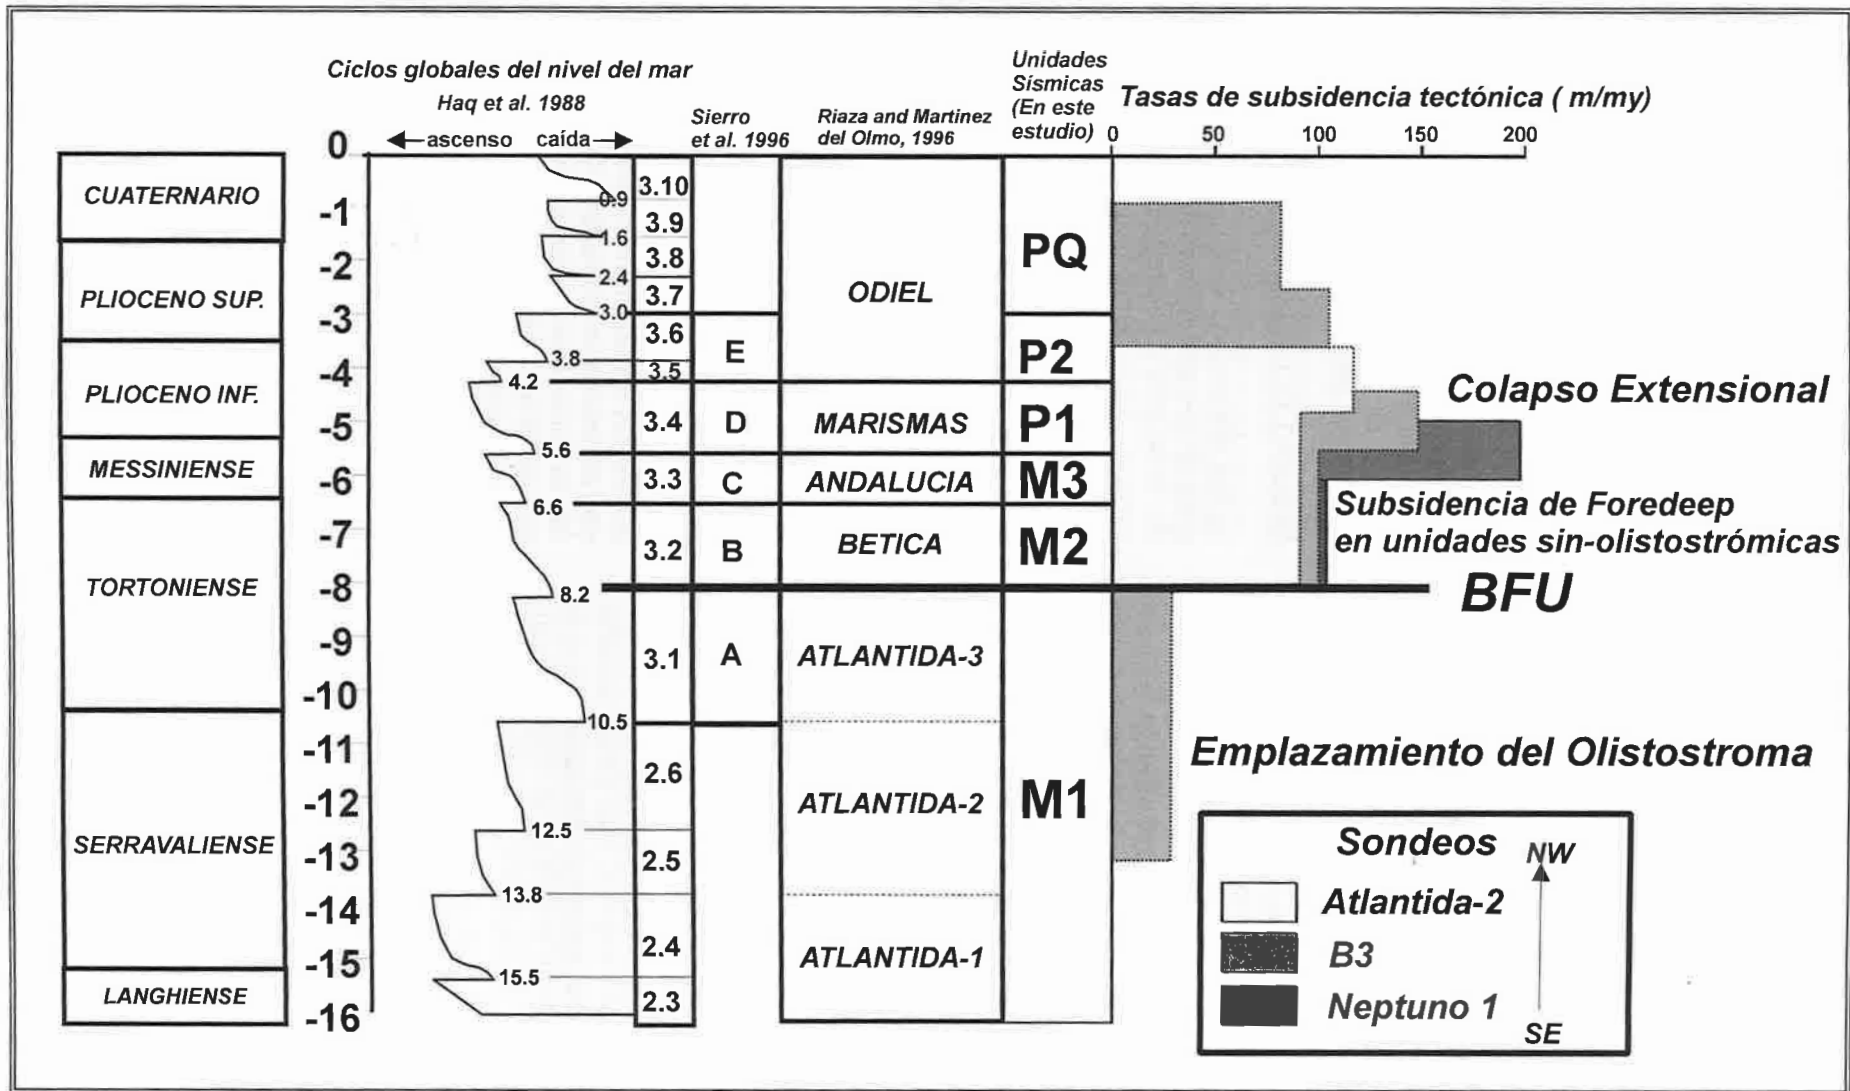 Ciclos globales del nivel del mar
Haq et al. 1988
←ascenso caída→
Sierro
et al. 1996
Riaza and Martinez
del Olmo, 1996
Unidades
Sísmicas
(En este
estudio)
Tasas de subsidencia tectónica ( m/my)
0 50 100 150 200
0
-1
-2
-3
-4
-5
-6
-7
-8
-9
-10
-11
-12
-13
-14
-15
-16
CUATERNARIO
PLIOCENO SUP.
PLIOCENO INF.
MESSINIENSE
TORTONIENSE
SERRAVALIENSE
LANGHIENSE
0.9
1.6
2.4
3.0
3.8
4.2
5.6
6.6
8.2
10.5
12.5
13.8
15.5
3.10
3.9
3.8
3.7
3.6
3.5
3.4
3.3
3.2
3.1
2.6
2.5
2.4
2.3
E
D
C
B
A
ODIEL
MARISMAS
ANDALUCIA
BETICA
ATLANTIDA-3
ATLANTIDA-2
ATLANTIDA-1
PQ
P2
P1
M3
M2
M1
Colapso Extensional
Subsidencia de Foredeep
en unidades sin-olistostrómicas
BFU
Emplazamiento del Olistostroma
Sondeos
NW
Atlantida-2
B3
Neptuno 1
SE